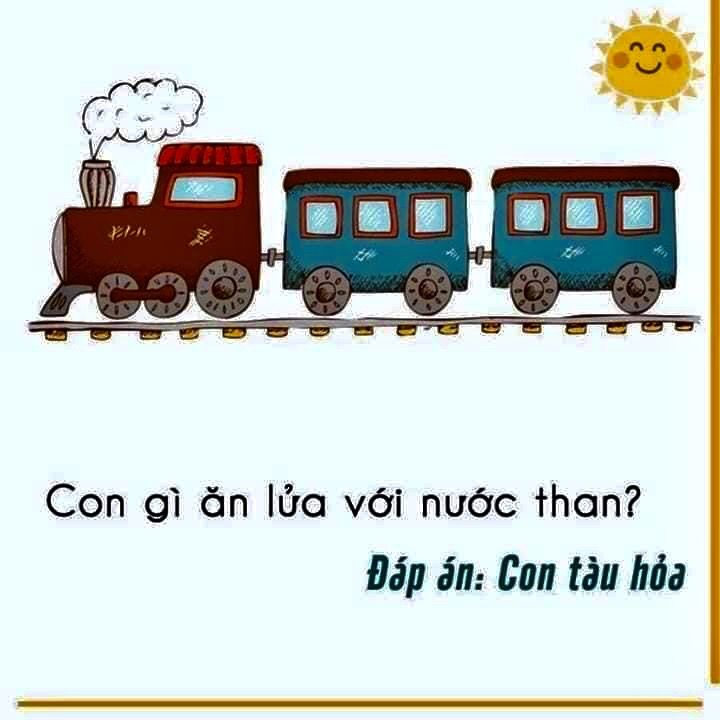 Con gì ăn lửa với nước than?
Đáp án: Con tàu hỏa